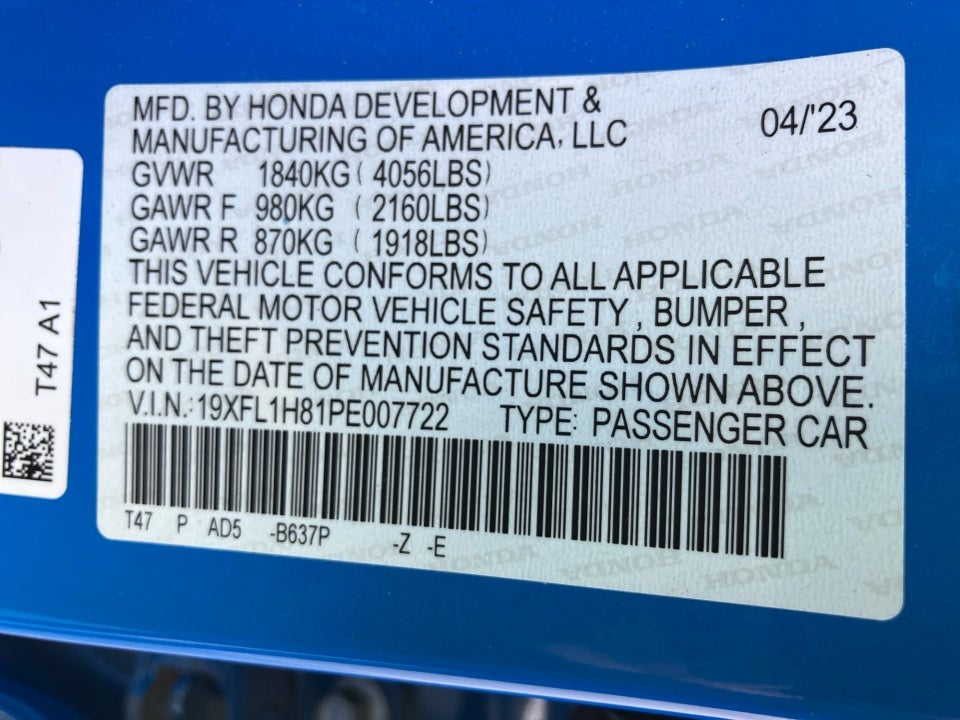 MFD. BY HONDA DEVELOPMENT &
MANUFACTURING OF AMERICA, LLC
04/'23
GVWR 1840KG ( 4056LBS)
GAWR F 980KG ( 2160LBS)
GAWR R 870KG ( 1918LBS)
THIS VEHICLE CONFORMS TO ALL APPLICABLE
FEDERAL MOTOR VEHICLE SAFETY , BUMPER ,
AND THEFT PREVENTION STANDARDS IN EFFECT
ON THE DATE OF MANUFACTURE SHOWN ABOVE.
V.I.N.: 19XFL1H81PE007722 TYPE: PASSENGER CAR
T47 P AD5 -B637P -Z -E
T47 A1
HONDA